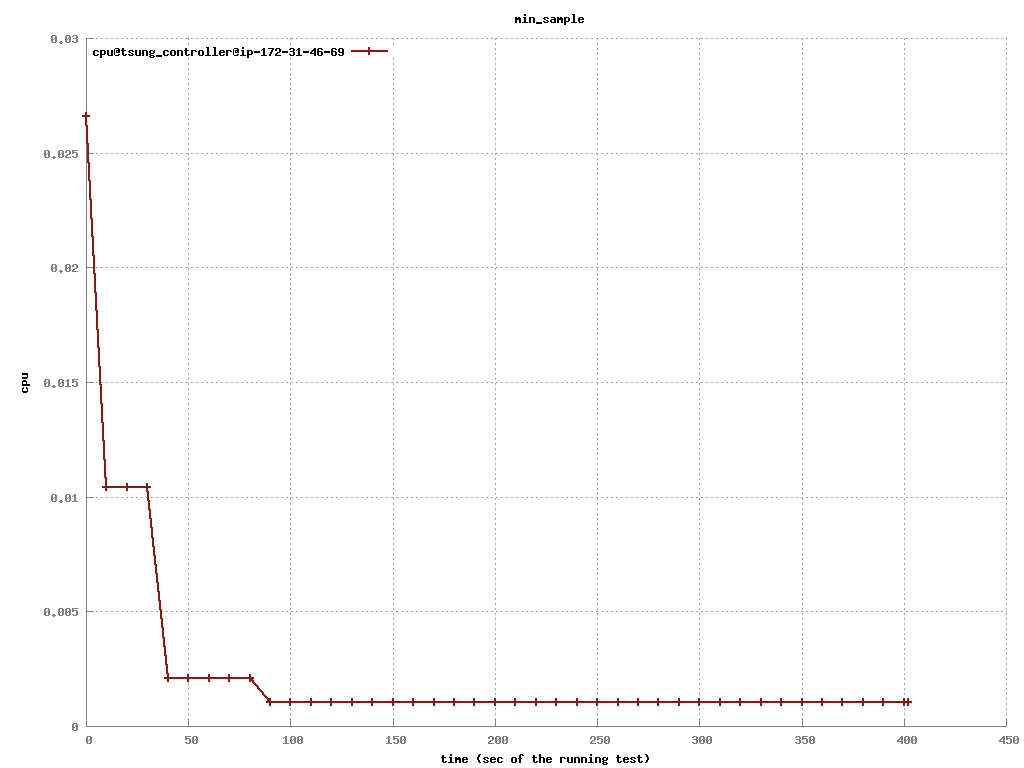 min_sample
0.03
cpu@tsung_controller@ip-172-31-46-69
0.025
0.02
cpu
0.015
0.01
0.005
0
0 50 100 150 200 250 300 350 400 450
time (sec of the running test)